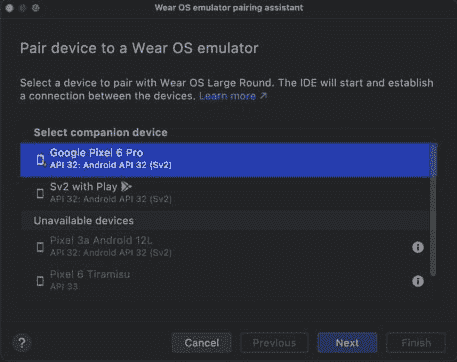 Wear OS emulator pairing assistant
Pair device to a Wear OS emulator
Select a device to pair with Wear OS Large Round. The IDE will start and establish
a connection between the devices. Learn more ↗
Select companion device
Google Pixel 6 Pro
API 32: Android API 32 (Sv2)
Sv2 with Play
API 32: Android API 32 (Sv2)
Unavailable devices
Pixel 3a Android 12L
API 32: Android API 32 (Sv2)
Pixel 6 Tiramisu
API 33
? Cancel Previous Next Finish